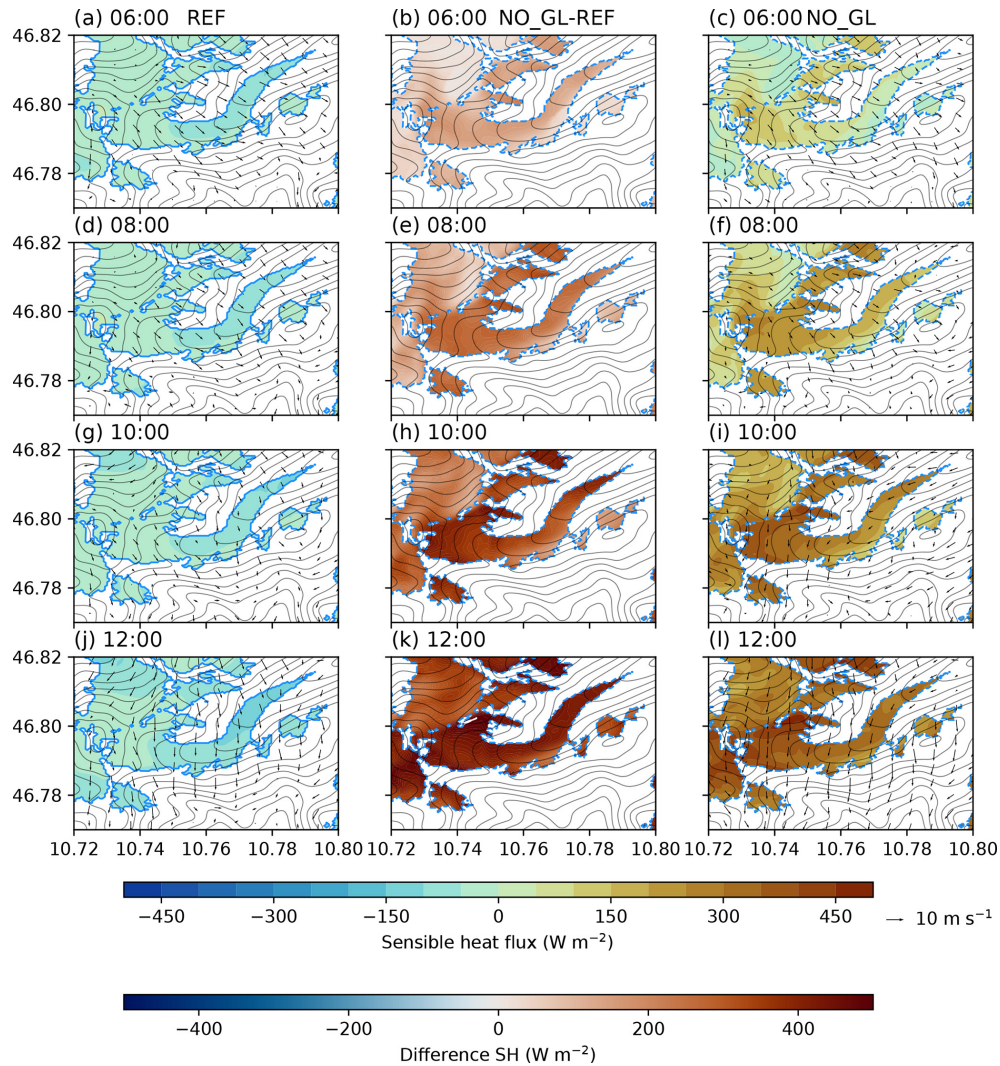 (a) 06:00 REF (b) 06:00 NO_GL-REF (c) 06:00 NO_GL
46.82
46.80
46.78
(d) 08:00 (e) 08:00 (f) 08:00
46.82
46.80
46.78
(g) 10:00 (h) 10:00 (i) 10:00
46.82
46.80
46.78
(j) 12:00 (k) 12:00 (l) 12:00
46.82
46.80
46.78
10.72 10.74 10.76 10.78 10.80 10.72 10.74 10.76 10.78 10.80 10.72 10.74 10.76 10.78 10.80
−450 −300 −150 0 150 300 450 10 m s⁻¹
Sensible heat flux (W m⁻²)
−400 −200 0 200 400
Difference SH (W m⁻²)